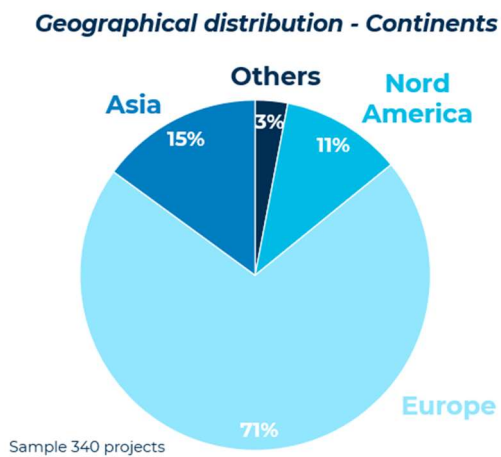 Geographical distribution - Continents
Others
Nord
America
Asia
3%
15%
11%
Europe
71%
Sample 340 projects